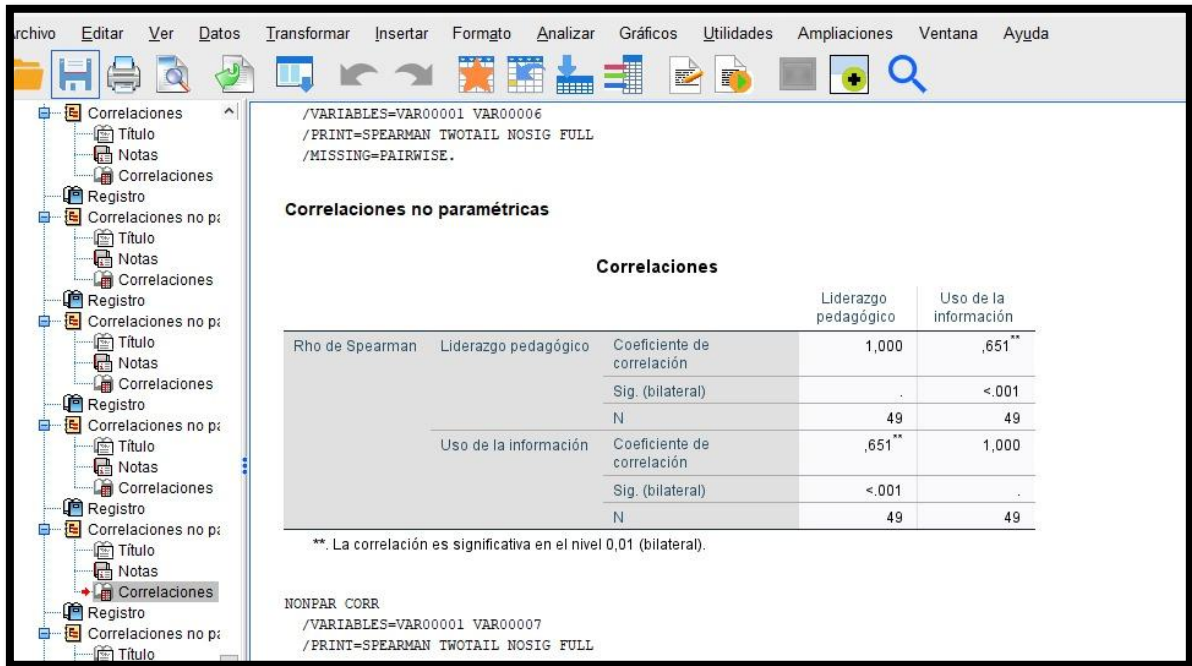 rchivo Editar Ver Datos Transformar Insertar Formato Analizar Gráficos Utilidades Ampliaciones Ventana Ayuda
Correlaciones
Título
Notas
Correlaciones
Registro
Correlaciones no pa
Título
Notas
Correlaciones
Registro
Correlaciones no pa
Título
Notas
Correlaciones
Registro
Correlaciones no pa
Título
Notas
Correlaciones
Registro
Correlaciones no pa
Título
Notas
Correlaciones
Registro
Correlaciones no pa
Título
/VARIABLES=VAR00001 VAR00006
/PRINT=SPEARMAN TWOTAIL NOSIG FULL
/MISSING=PAIRWISE.
Correlaciones no paramétricas
Correlaciones
Liderazgo pedagógico Uso de la información
Rho de Spearman Liderazgo pedagógico Coeficiente de correlación 1,000 ,651**
Sig. (bilateral) . <.001
N 49 49
Uso de la información Coeficiente de correlación ,651** 1,000
Sig. (bilateral) <.001 .
N 49 49
**. La correlación es significativa en el nivel 0,01 (bilateral).
NONPAR CORR
/VARIABLES=VAR00001 VAR00007
/PRINT=SPEARMAN TWOTAIL NOSIG FULL